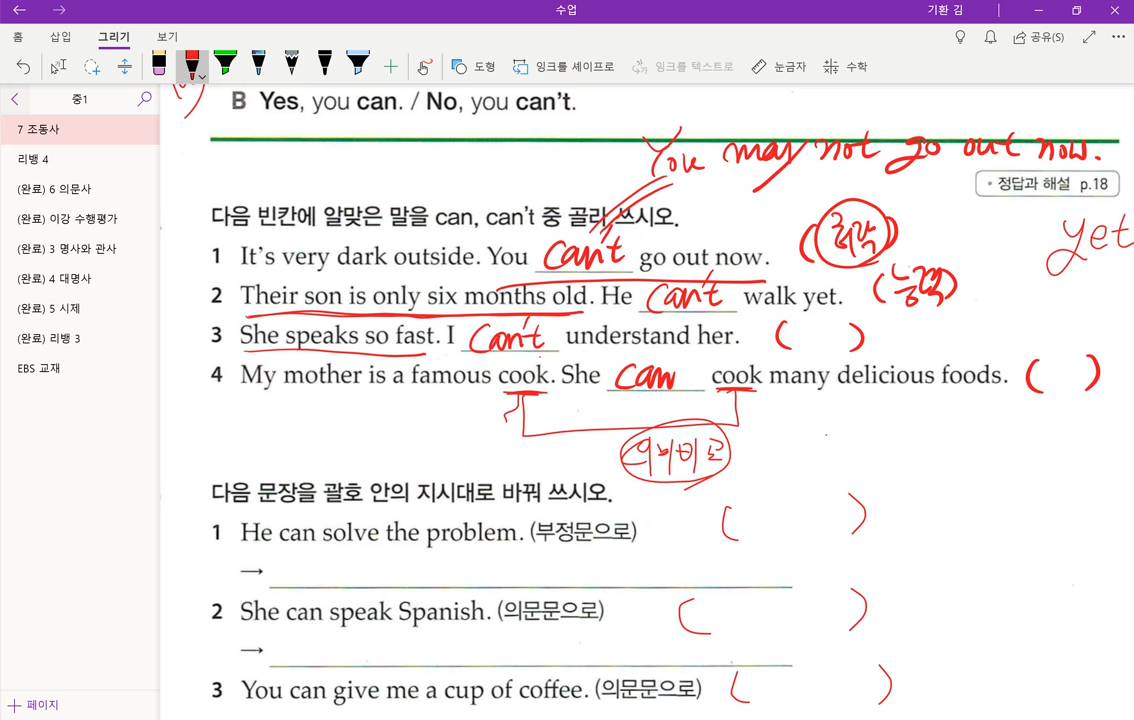 수업
기환 김
홈 삽입 그리기 보기
공유(S)
도형 잉크를 셰이프로 잉크를 텍스트로 눈금자 수학
중1
7 조동사
리뱅 4
(완료) 6 의문사
(완료) 이강 수행평가
(완료) 3 명사와 관사
(완료) 4 대명사
(완료) 5 시제
(완료) 리뱅 3
EBS 교재
페이지
B Yes, you can. / No, you can't.
You may not go out now.
• 정답과 해설 p.18
다음 빈칸에 알맞은 말을 can, can't 중 골라 쓰시오.
1 It's very dark outside. You can't go out now. (허락)
yet
2 Their son is only six months old. He can't walk yet. (능력)
3 She speaks so fast. I can't understand her. ( )
4 My mother is a famous cook. She can cook many delicious foods. ( )
다음 문장을 괄호 안의 지시대로 바꿔 쓰시오.
1 He can solve the problem. (부정문으로) ( )
→
2 She can speak Spanish. (의문문으로) ( )
→
3 You can give me a cup of coffee. (의문문으로) ( )